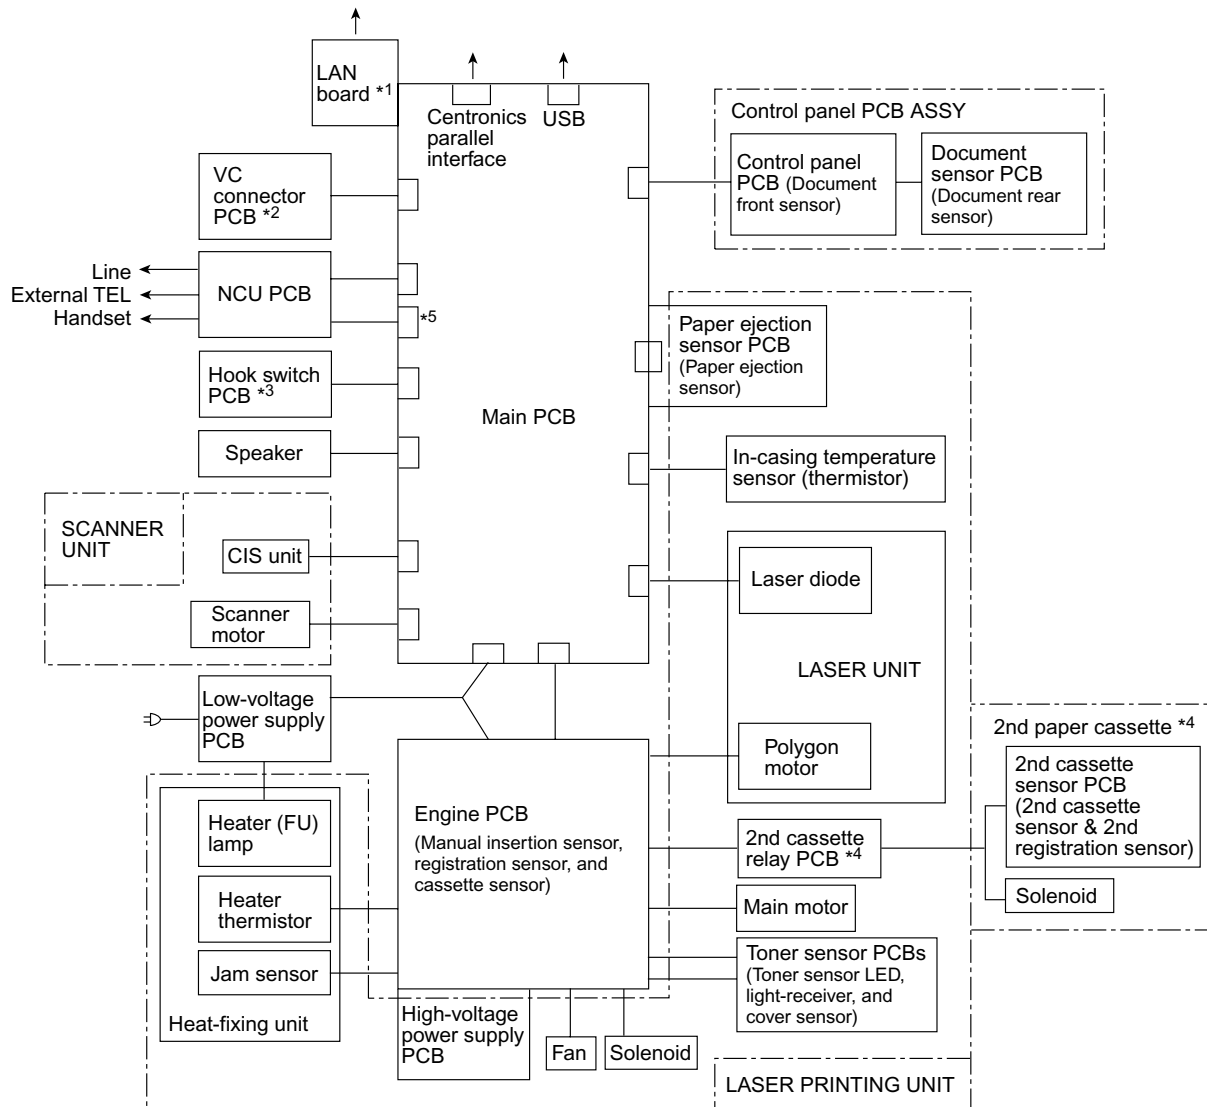 LAN
board *1
Centronics
parallel
interface
USB
Control panel PCB ASSY
Control panel
PCB (Document
front sensor)
Document
sensor PCB
(Document rear
sensor)
VC
connector
PCB *2
Line
External TEL
Handset
NCU PCB
*5
Hook switch
PCB *3
Speaker
Main PCB
Paper ejection
sensor PCB
(Paper ejection
sensor)
In-casing temperature
sensor (thermistor)
SCANNER
UNIT
CIS unit
Scanner
motor
Laser diode
LASER UNIT
Polygon
motor
Low-voltage
power supply
PCB
2nd paper cassette *4
2nd cassette
sensor PCB
(2nd cassette
sensor & 2nd
registration sensor)
Solenoid
Engine PCB
(Manual insertion sensor,
registration sensor, and
cassette sensor)
2nd cassette
relay PCB *4
Main motor
Toner sensor PCBs
(Toner sensor LED,
light-receiver, and
cover sensor)
Heater (FU)
lamp
Heater
thermistor
Jam sensor
Heat-fixing unit
High-voltage
power supply
PCB
Fan
Solenoid
LASER PRINTING UNIT